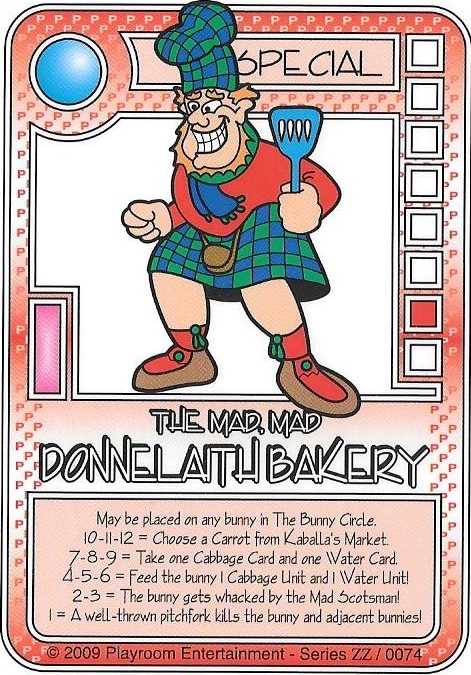 SPECIAL
THE MAD, MAD
DONNELAITH BAKERY
May be placed on any bunny in The Bunny Circle.
10-11-12 = Choose a Carrot from Kaballa's Market.
7-8-9 = Take one Cabbage Card and one Water Card.
4-5-6 = Feed the bunny 1 Cabbage Unit and 1 Water Unit!
2-3 = The bunny gets whacked by the Mad Scotsman!
1 = A well-thrown pitchfork kills the bunny and adjacent bunnies!
© 2009 Playroom Entertainment - Series ZZ / 0074